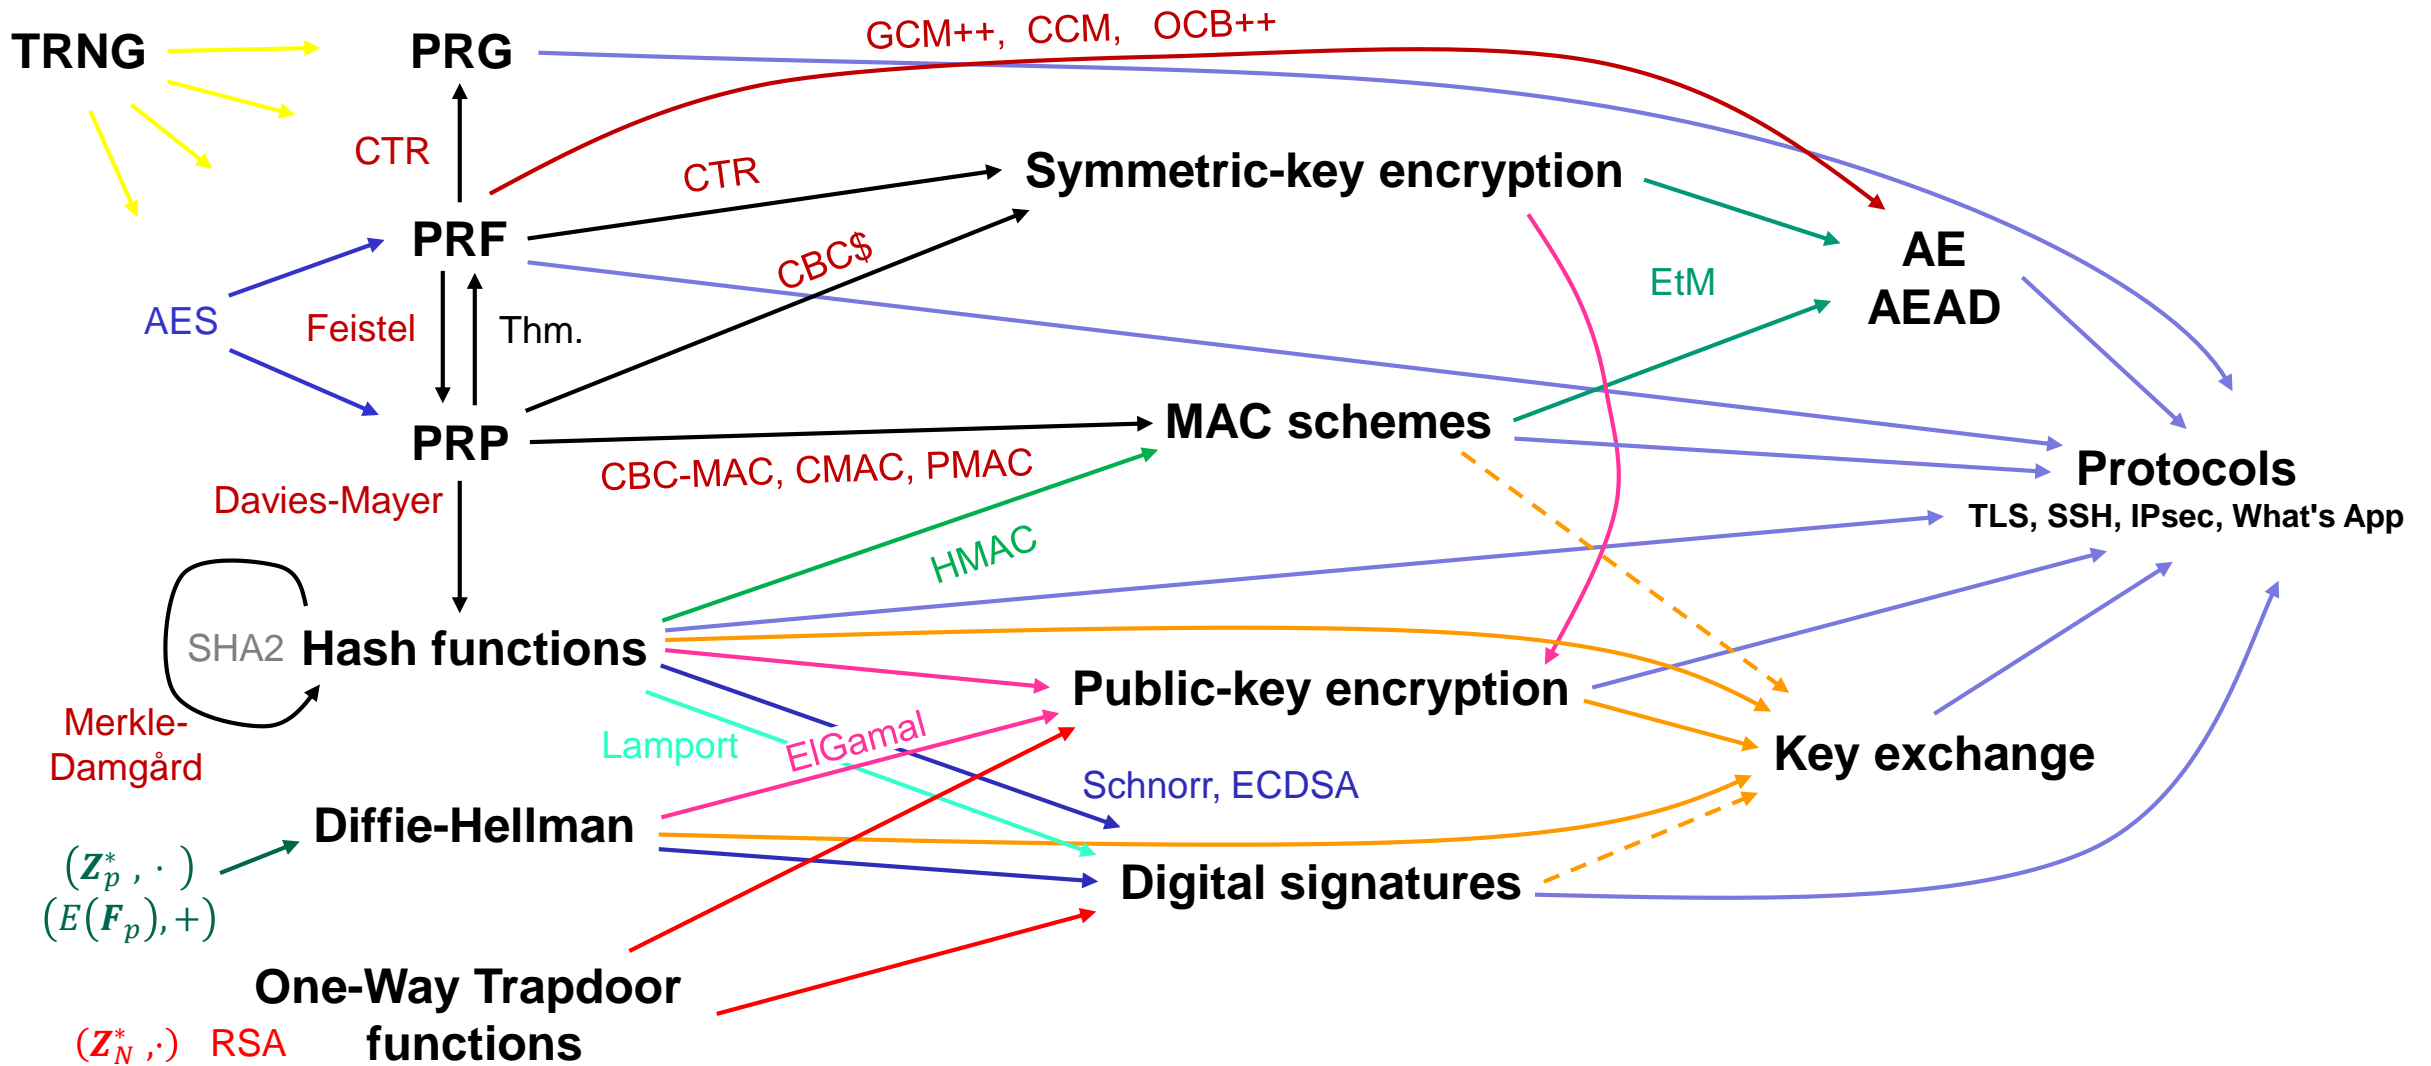 GCM++, CCM, OCB++
TRNG
PRG
CTR
CTR
Symmetric-key encryption
PRF
CBC$
AE
AEAD
EtM
AES
Feistel
Thm.
MAC schemes
PRP
CBC-MAC, CMAC, PMAC
Protocols
TLS, SSH, IPsec, What's App
Davies-Mayer
HMAC
SHA2
Hash functions
Public-key encryption
Merkle-
Damgård
Lamport
ElGamal
Key exchange
Schnorr, ECDSA
Diffie-Hellman
(Z*p , · )
(E(Fp),+)
Digital signatures
One-Way Trapdoor
functions
(Z*N ,·) RSA